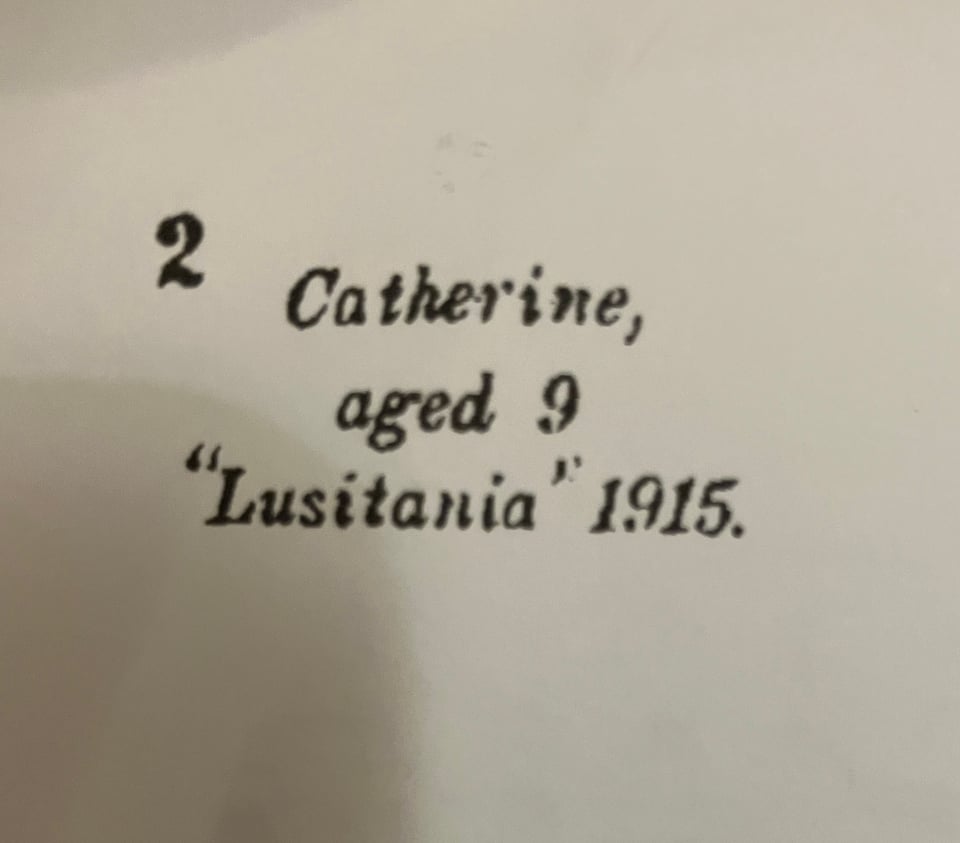 2
Catherine,
aged 9
"Lusitania" 1915.